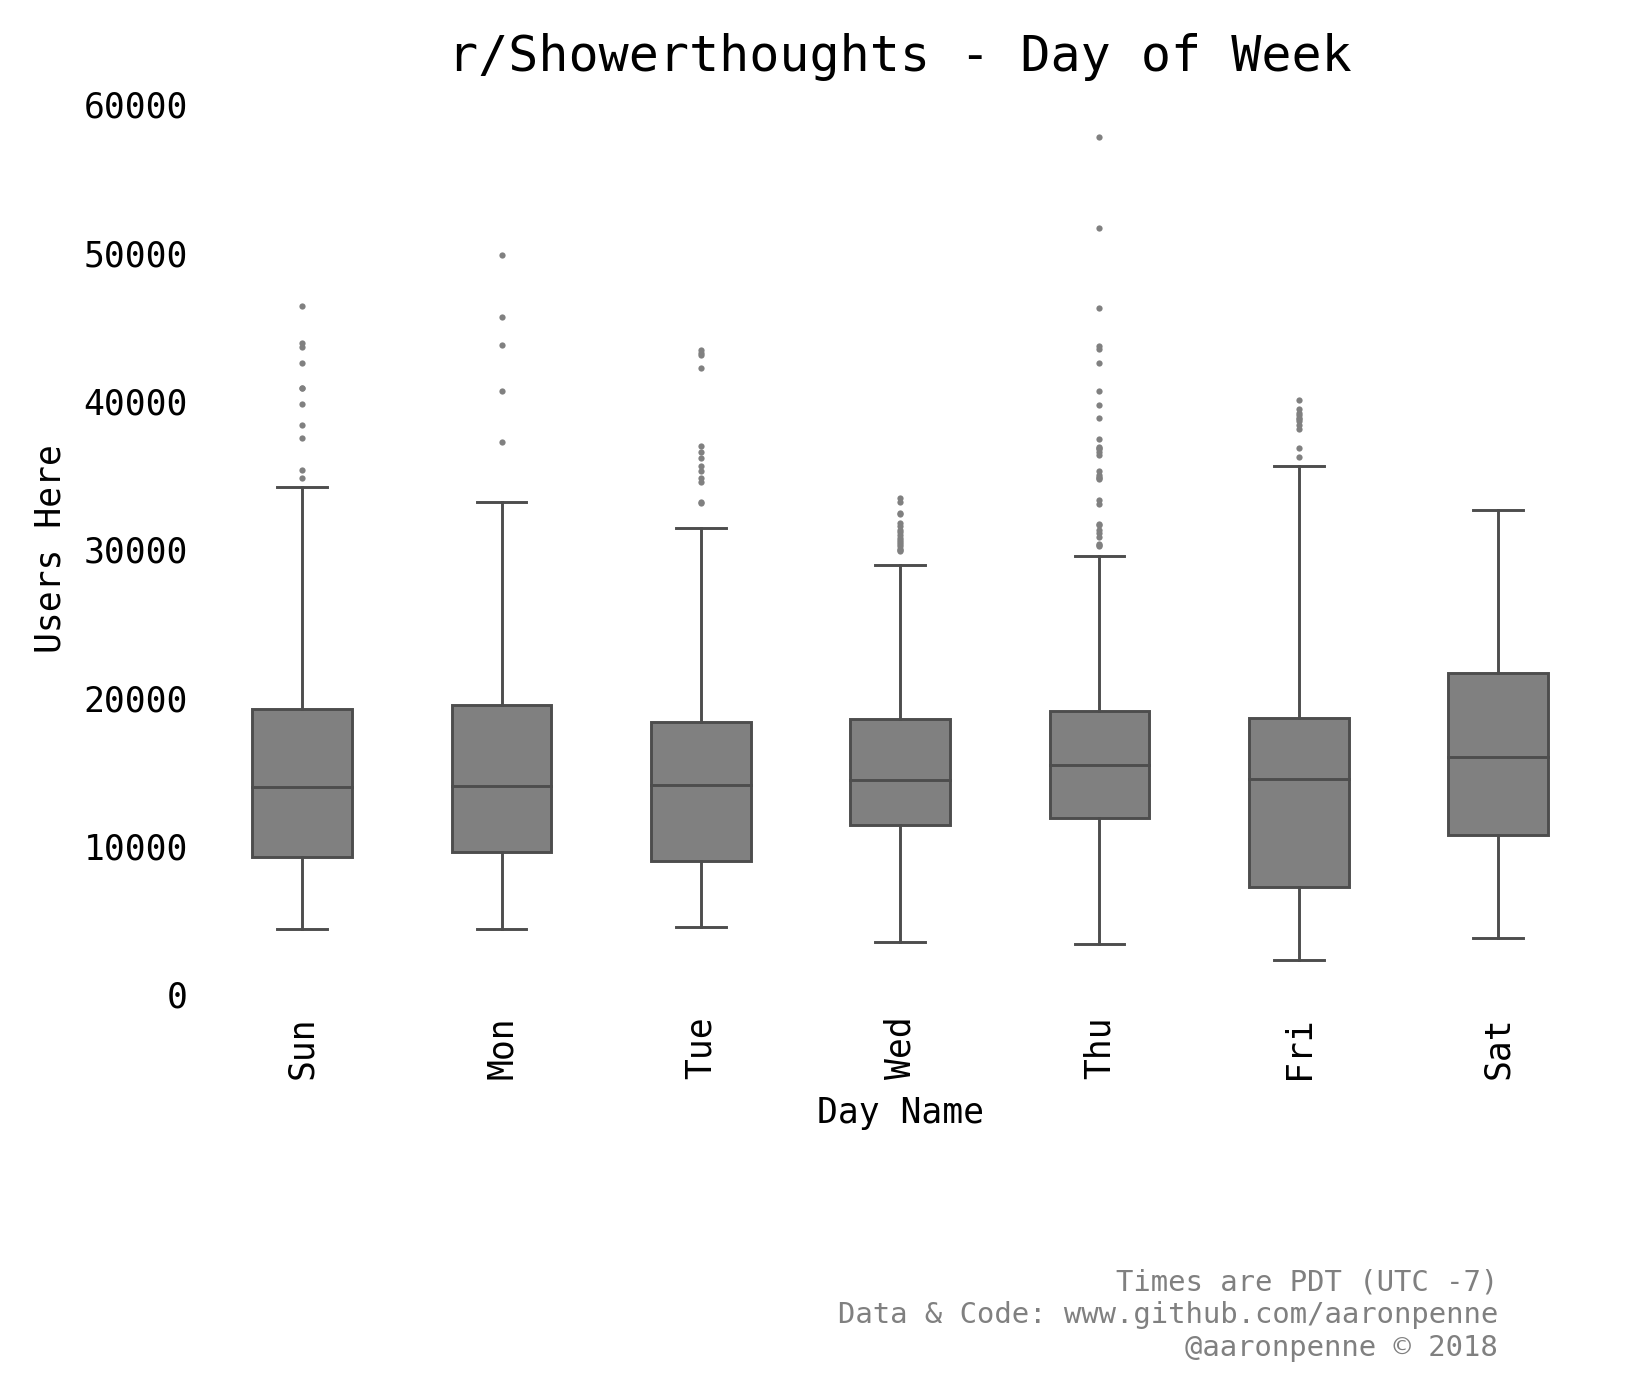 r/Showerthoughts - Day of Week
60000
50000
40000
30000
20000
10000
0
Users Here
Sun
Mon
Tue
Wed
Thu
Fri
Sat
Day Name
Times are PDT (UTC -7)
Data & Code: www.github.com/aaronpenne
@aaronpenne © 2018